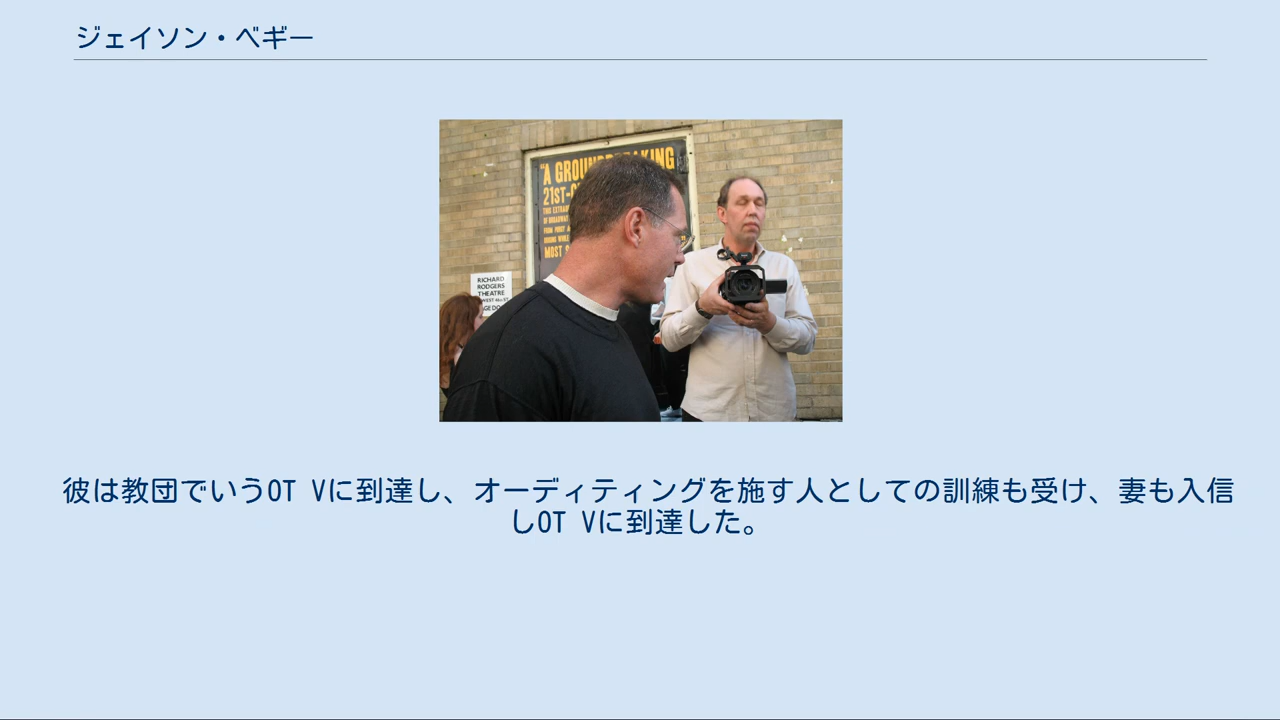 ジェイソン・ベギー
"A GROUNDBREAKING
21ST-C
MOST S
RICHARD
RODGERS
THEATRE
彼は教団でいうOT Vに到達し、オーディティングを施す人としての訓練も受け、妻も入信
しOT Vに到達した。